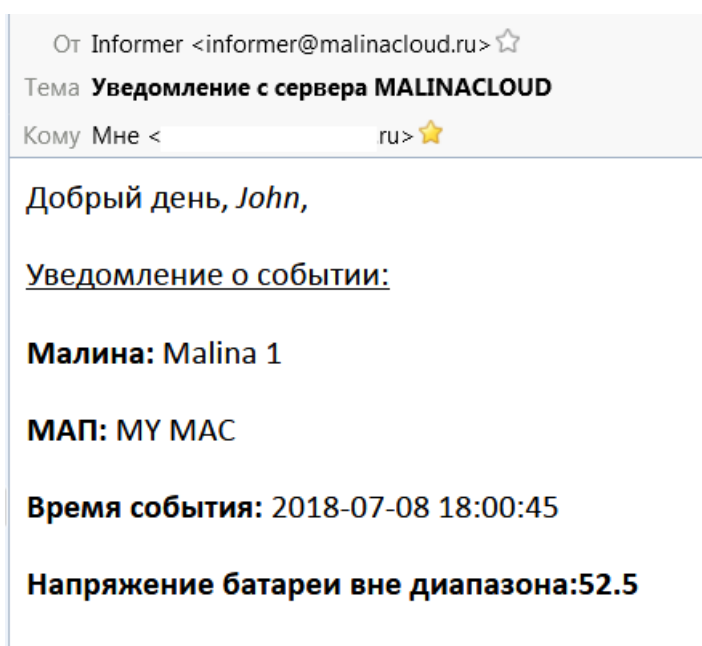 От Informer <informer@malinacloud.ru>
Тема Уведомление с сервера MALINACLOUD
Кому Мне < ru>
Добрый день, John,
Уведомление о событии:
Малина: Malina 1
МАП: MY MAC
Время события: 2018-07-08 18:00:45
Напряжение батареи вне диапазона:52.5